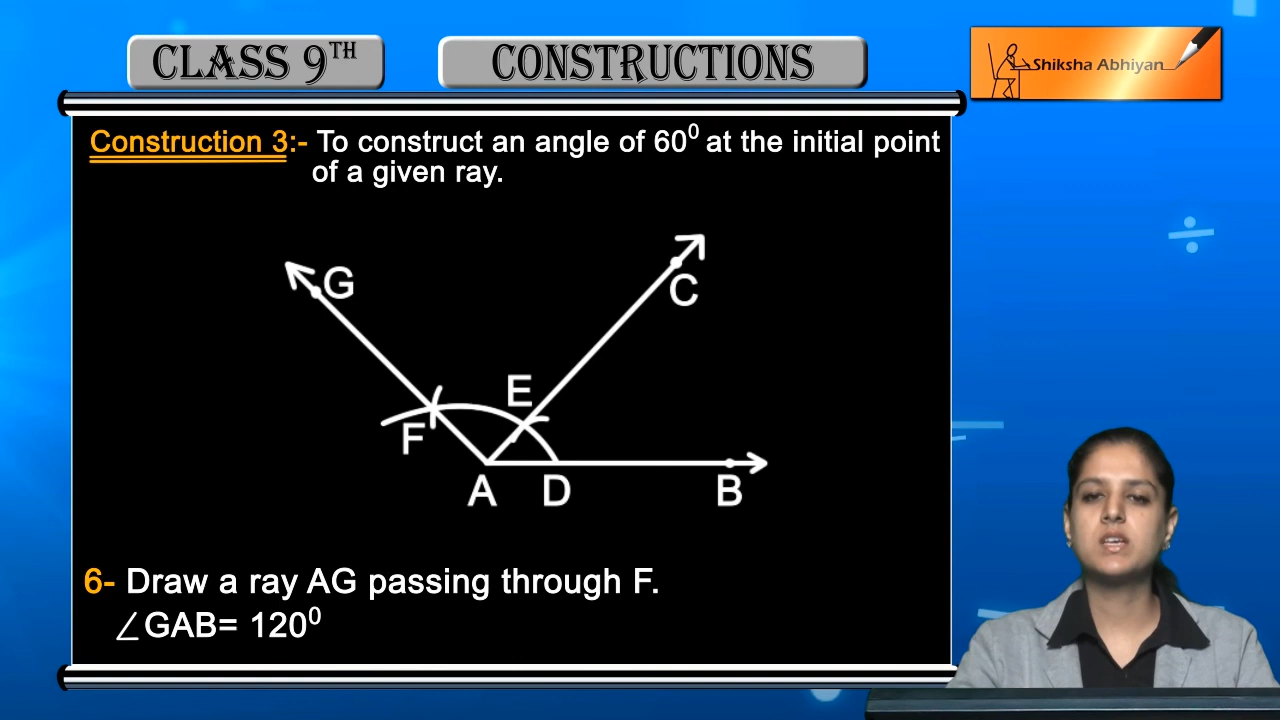 CLASS 9TH
CONSTRUCTIONS
Shiksha Abhiyan
Construction 3:- To construct an angle of 60⁰ at the initial point
of a given ray.
G
C
E
F
A
D
B
6- Draw a ray AG passing through F.
∠GAB= 120⁰